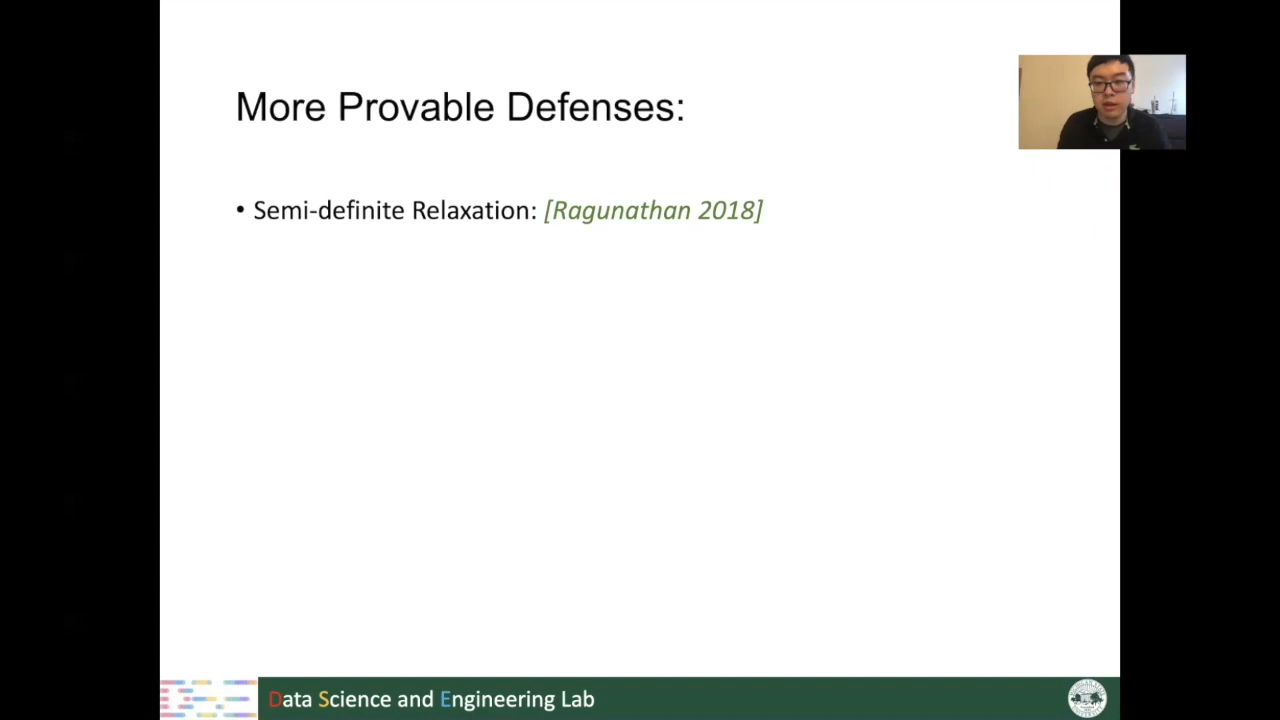 More Provable Defenses:
• Semi-definite Relaxation: [Ragunathan 2018]
Data Science and Engineering Lab